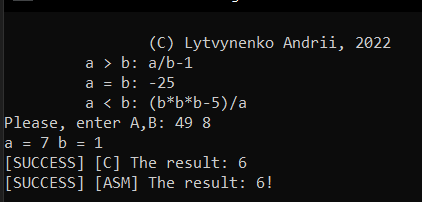 (C) Lytvynenko Andrii, 2022
a > b: a/b-1
a = b: -25
a < b: (b*b*b-5)/a
Please, enter A,B: 49 8
a = 7 b = 1
[SUCCESS] [C] The result: 6
[SUCCESS] [ASM] The result: 6!